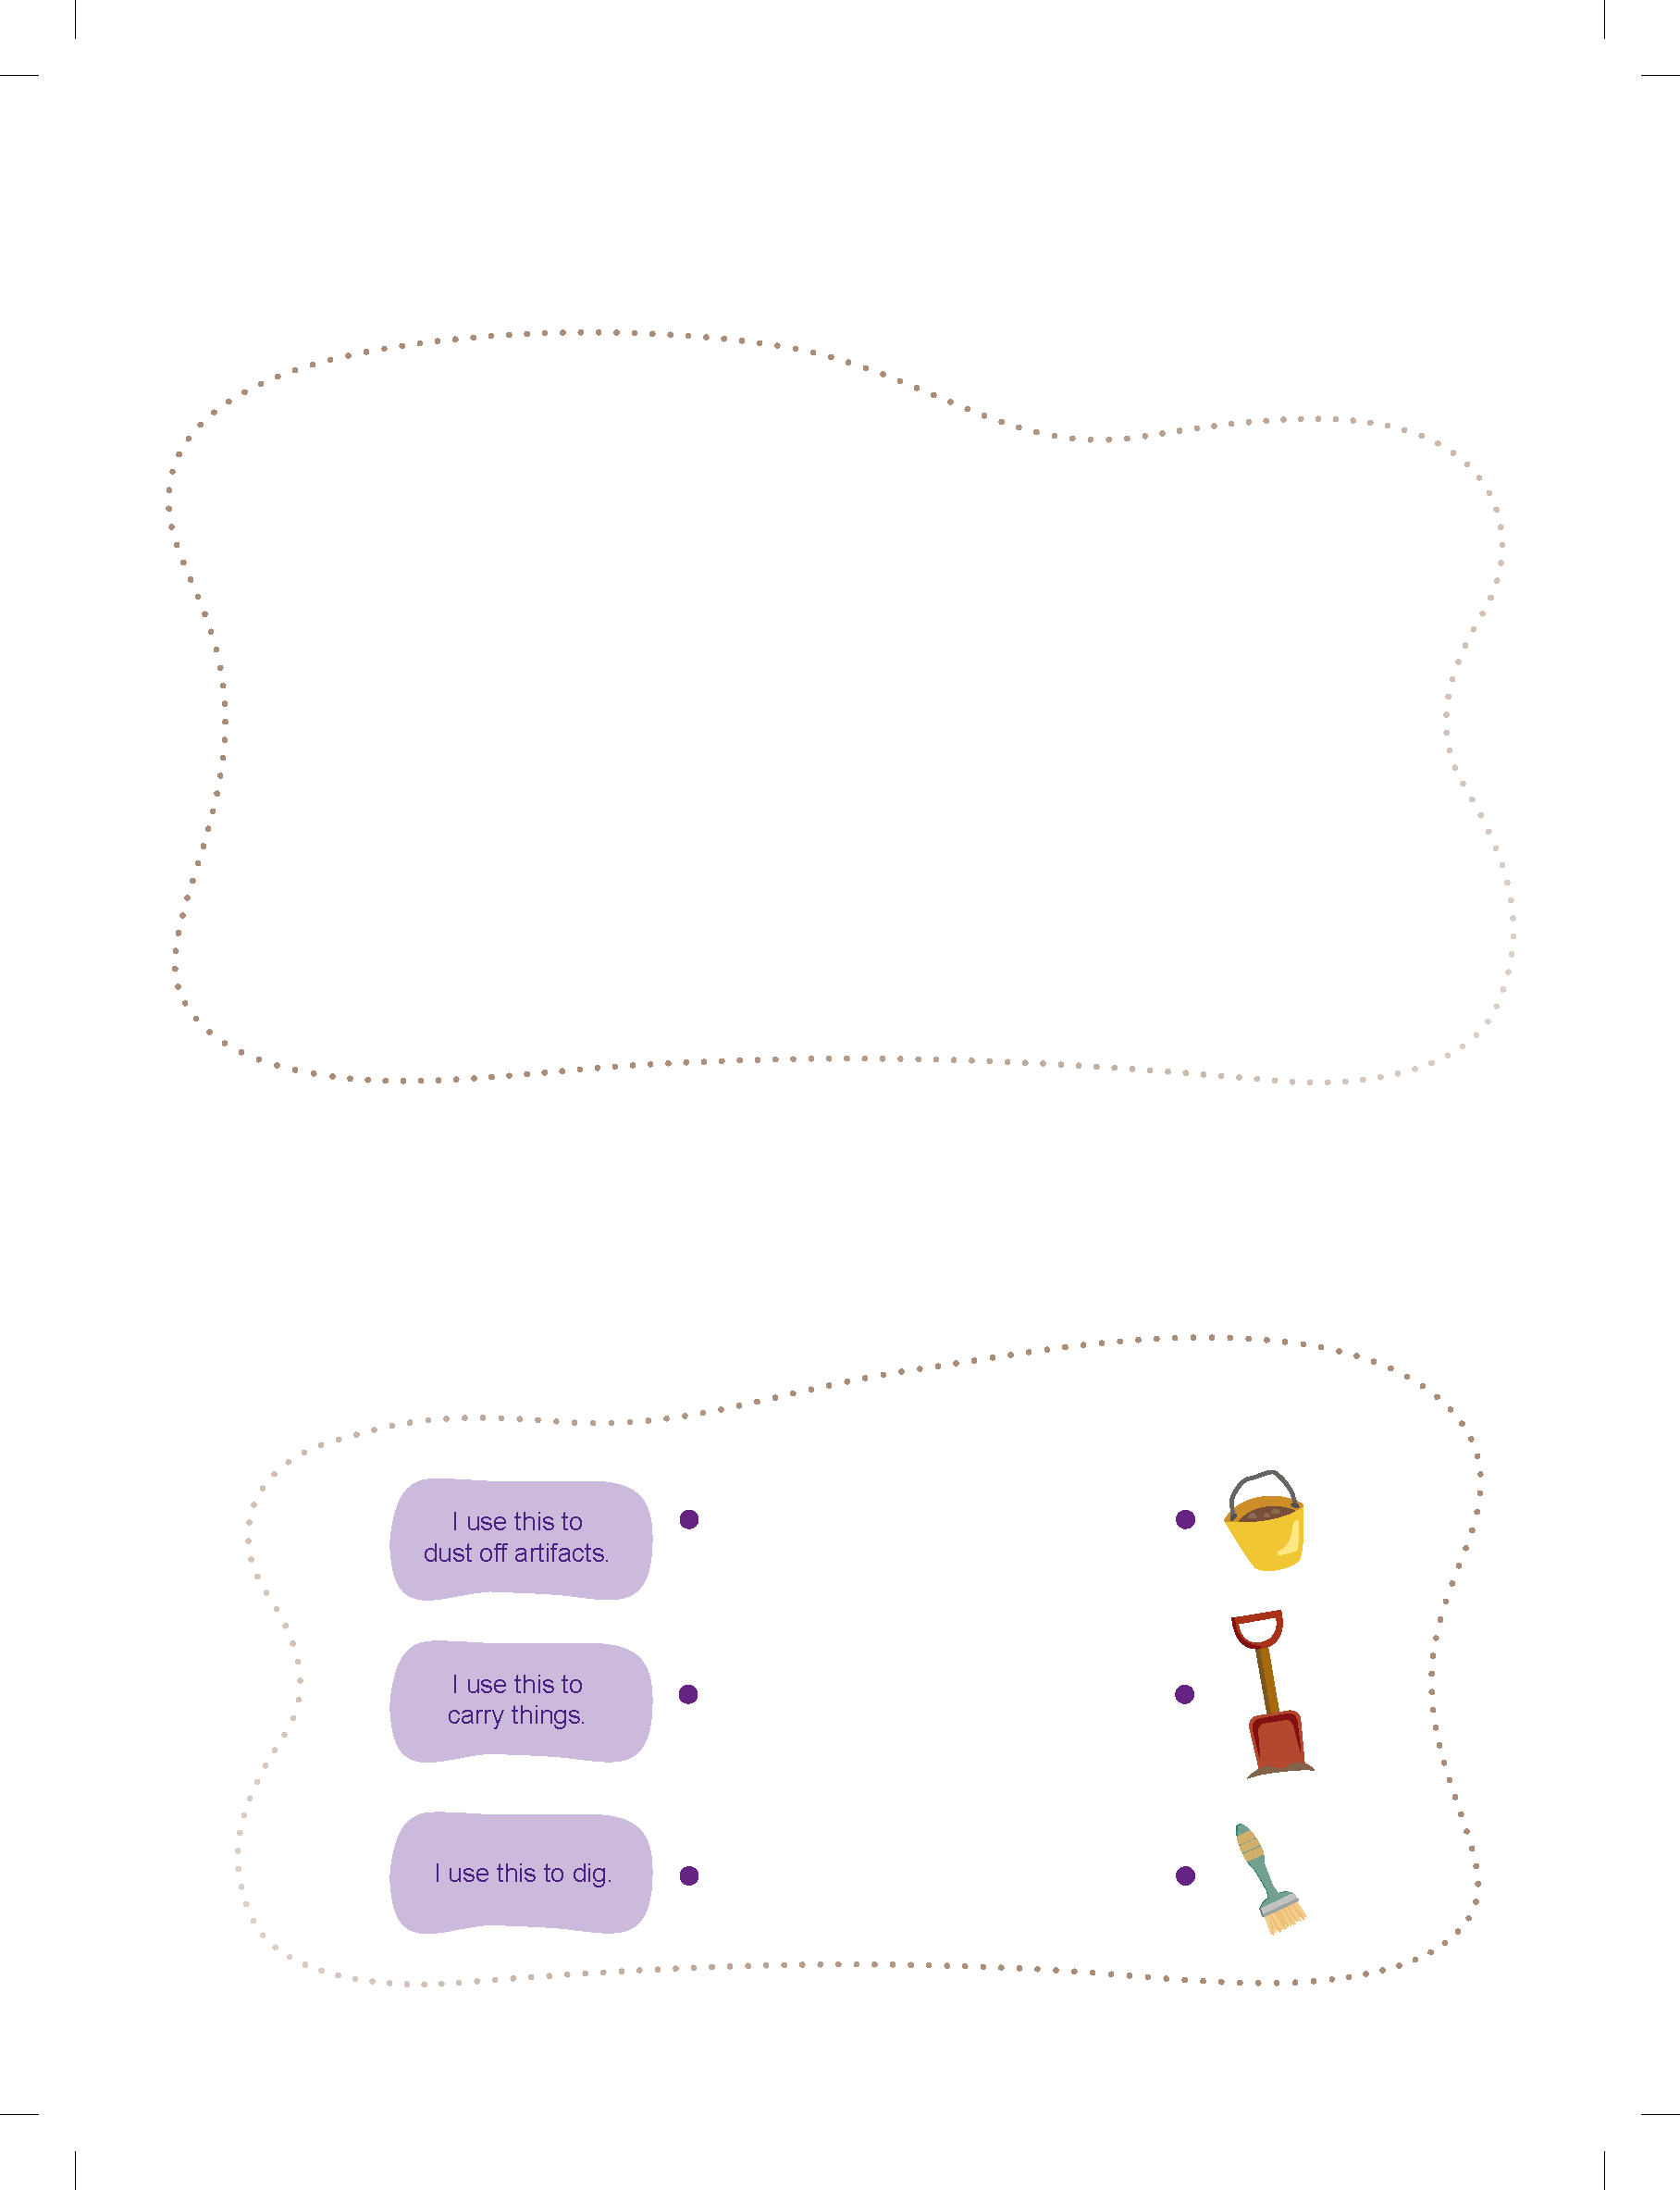 I use this to
dust off artifacts.
I use this to
carry things.
I use this to dig.